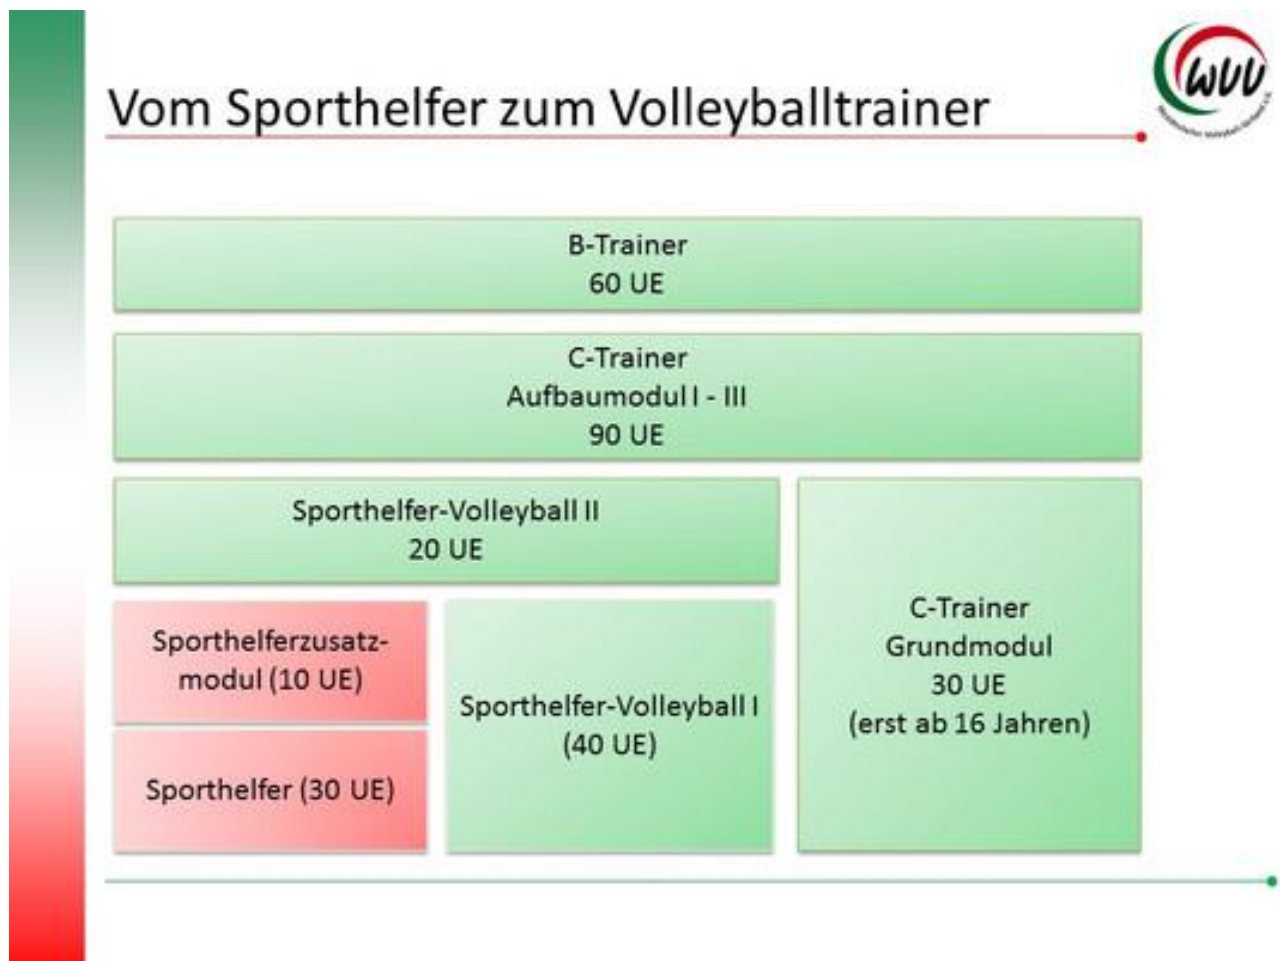 Vom Sporthelfer zum Volleyballtrainer
WVV
B-Trainer
60 UE
C-Trainer
Aufbaumodul I - III
90 UE
Sporthelfer-Volleyball II
20 UE
Sporthelferzusatz-
modul (10 UE)
Sporthelfer (30 UE)
Sporthelfer-Volleyball I
(40 UE)
C-Trainer
Grundmodul
30 UE
(erst ab 16 Jahren)